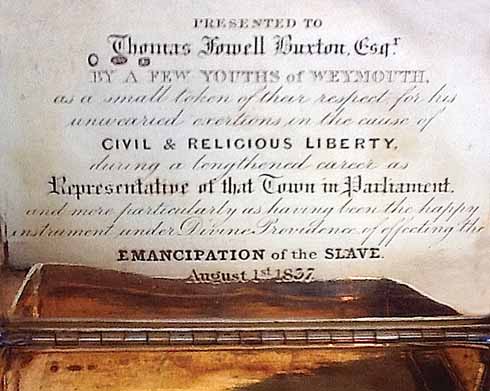 PRESENTED TO
Thomas Fowell Buxton, Esqr
BY A FEW YOUTHS of WEYMOUTH,
as a small token of their respect for his
unwearied exertions in the cause of
CIVIL & RELIGIOUS LIBERTY,
during a lengthened career as
Representative of that Town in Parliament.
and more particularly as having been the happy
instrument under Divine Providence of effecting the
EMANCIPATION of the SLAVE.
August 1st 1837.